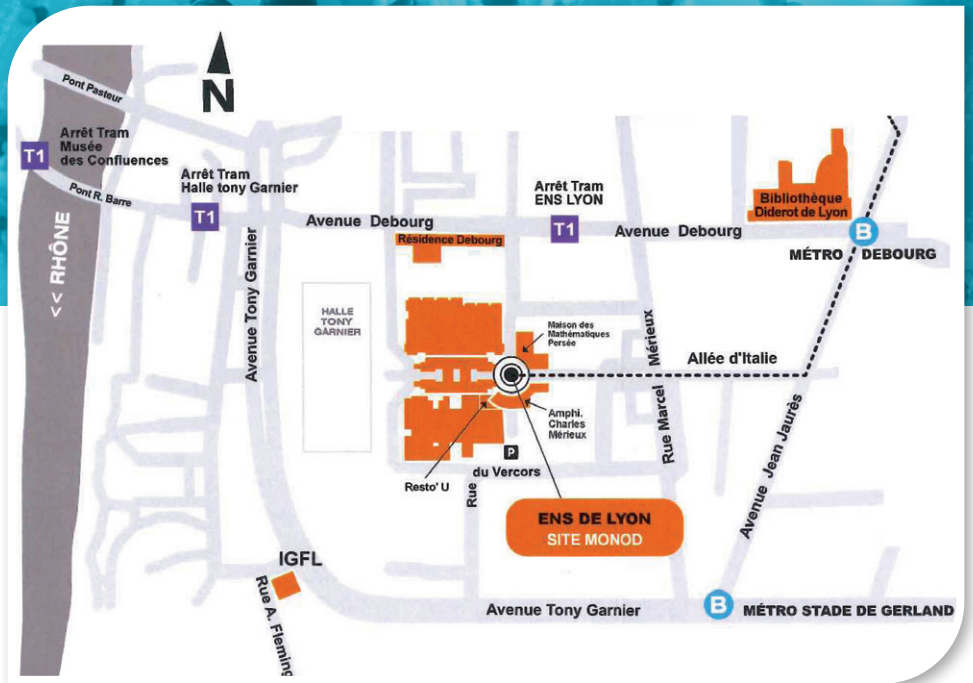 N
Pont Pasteur
Arrêt Tram
Musée
des Confluences
T1
Pont R. Barre
Arrêt Tram
Halle tony Garnier
T1
Arrêt Tram
ENS LYON
T1
Bibliothèque
Diderot de Lyon
Avenue Debourg
Avenue Debourg
B
MÉTRO DEBOURG
Résidence Debourg
<< RHÔNE
Avenue Tony Garnier
HALLE
TONY
GARNIER
Maison des
Mathématiques
Persée
Rue Marcel Mérieux
Allée d'Italie
Amphi.
Charles
Mérieux
Avenue Jean Jaurès
P
Resto' U
Rue du Vercors
ENS DE LYON
SITE MONOD
IGFL
Rue A. Fleming
Avenue Tony Garnier
B
MÉTRO STADE DE GERLAND